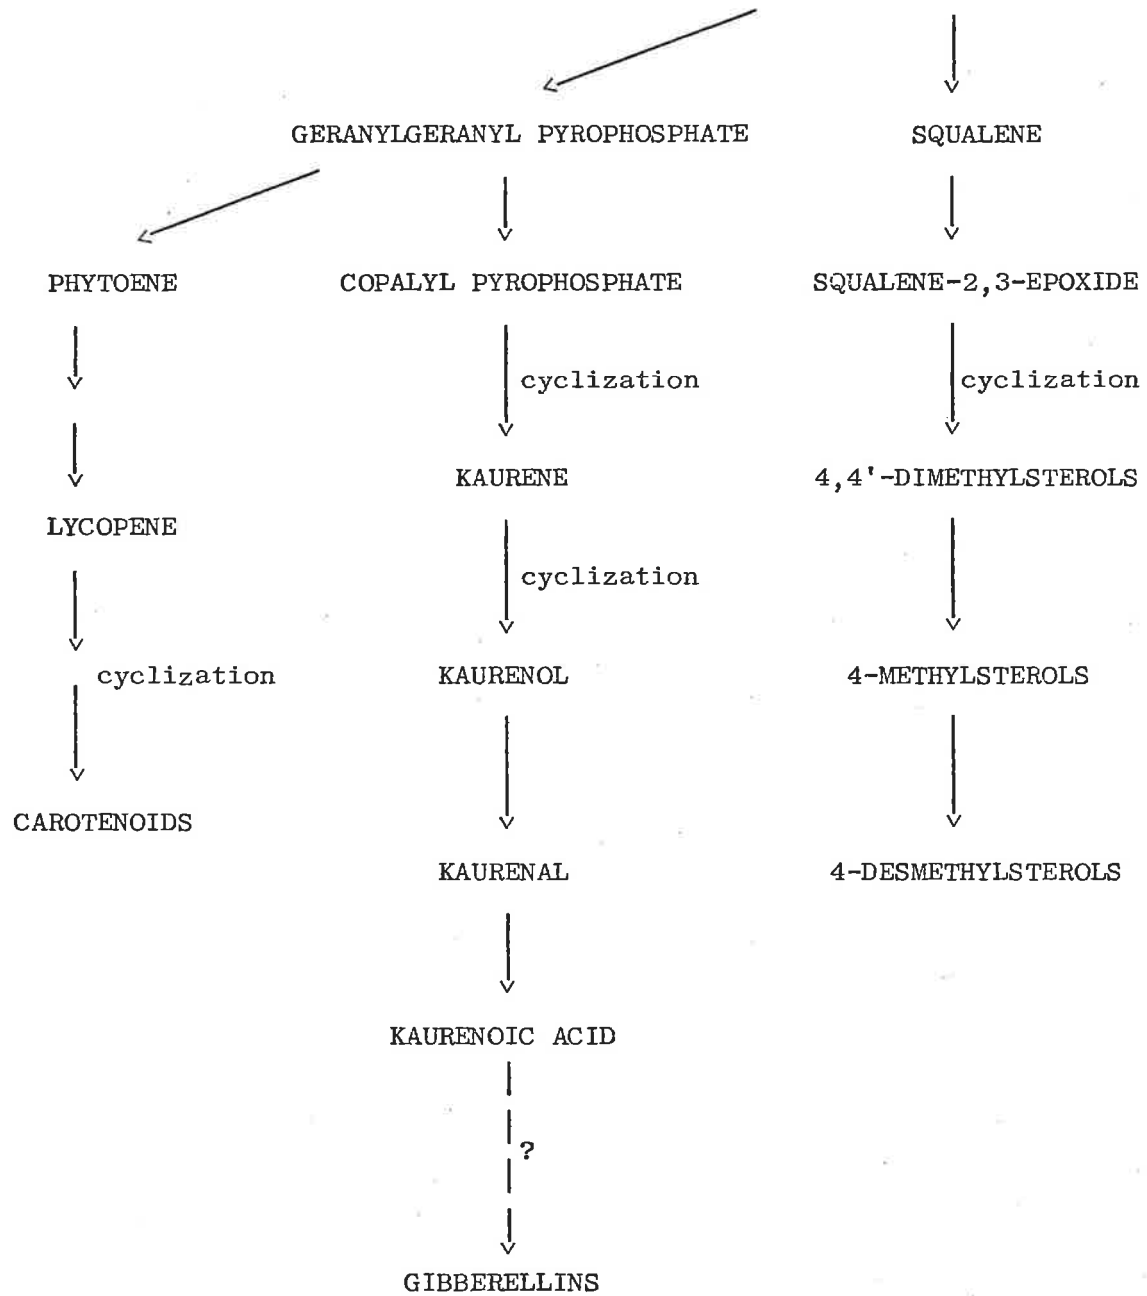 GERANYLGERANYL PYROPHOSPHATE
SQUALENE
PHYTOENE
COPALYL PYROPHOSPHATE
SQUALENE-2,3-EPOXIDE
cyclization
cyclization
KAURENE
4,4'-DIMETHYLSTEROLS
LYCOPENE
cyclization
cyclization
KAURENOL
4-METHYLSTEROLS
CAROTENOIDS
KAURENAL
4-DESMETHYLSTEROLS
KAURENOIC ACID
?
GIBBERELLINS